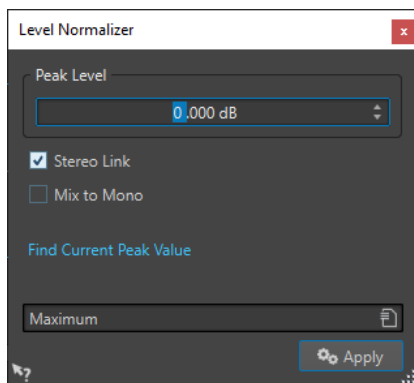 Level Normalizer
x
Peak Level
0.000 dB
Stereo Link
Mix to Mono
Find Current Peak Value
Maximum
Apply
?